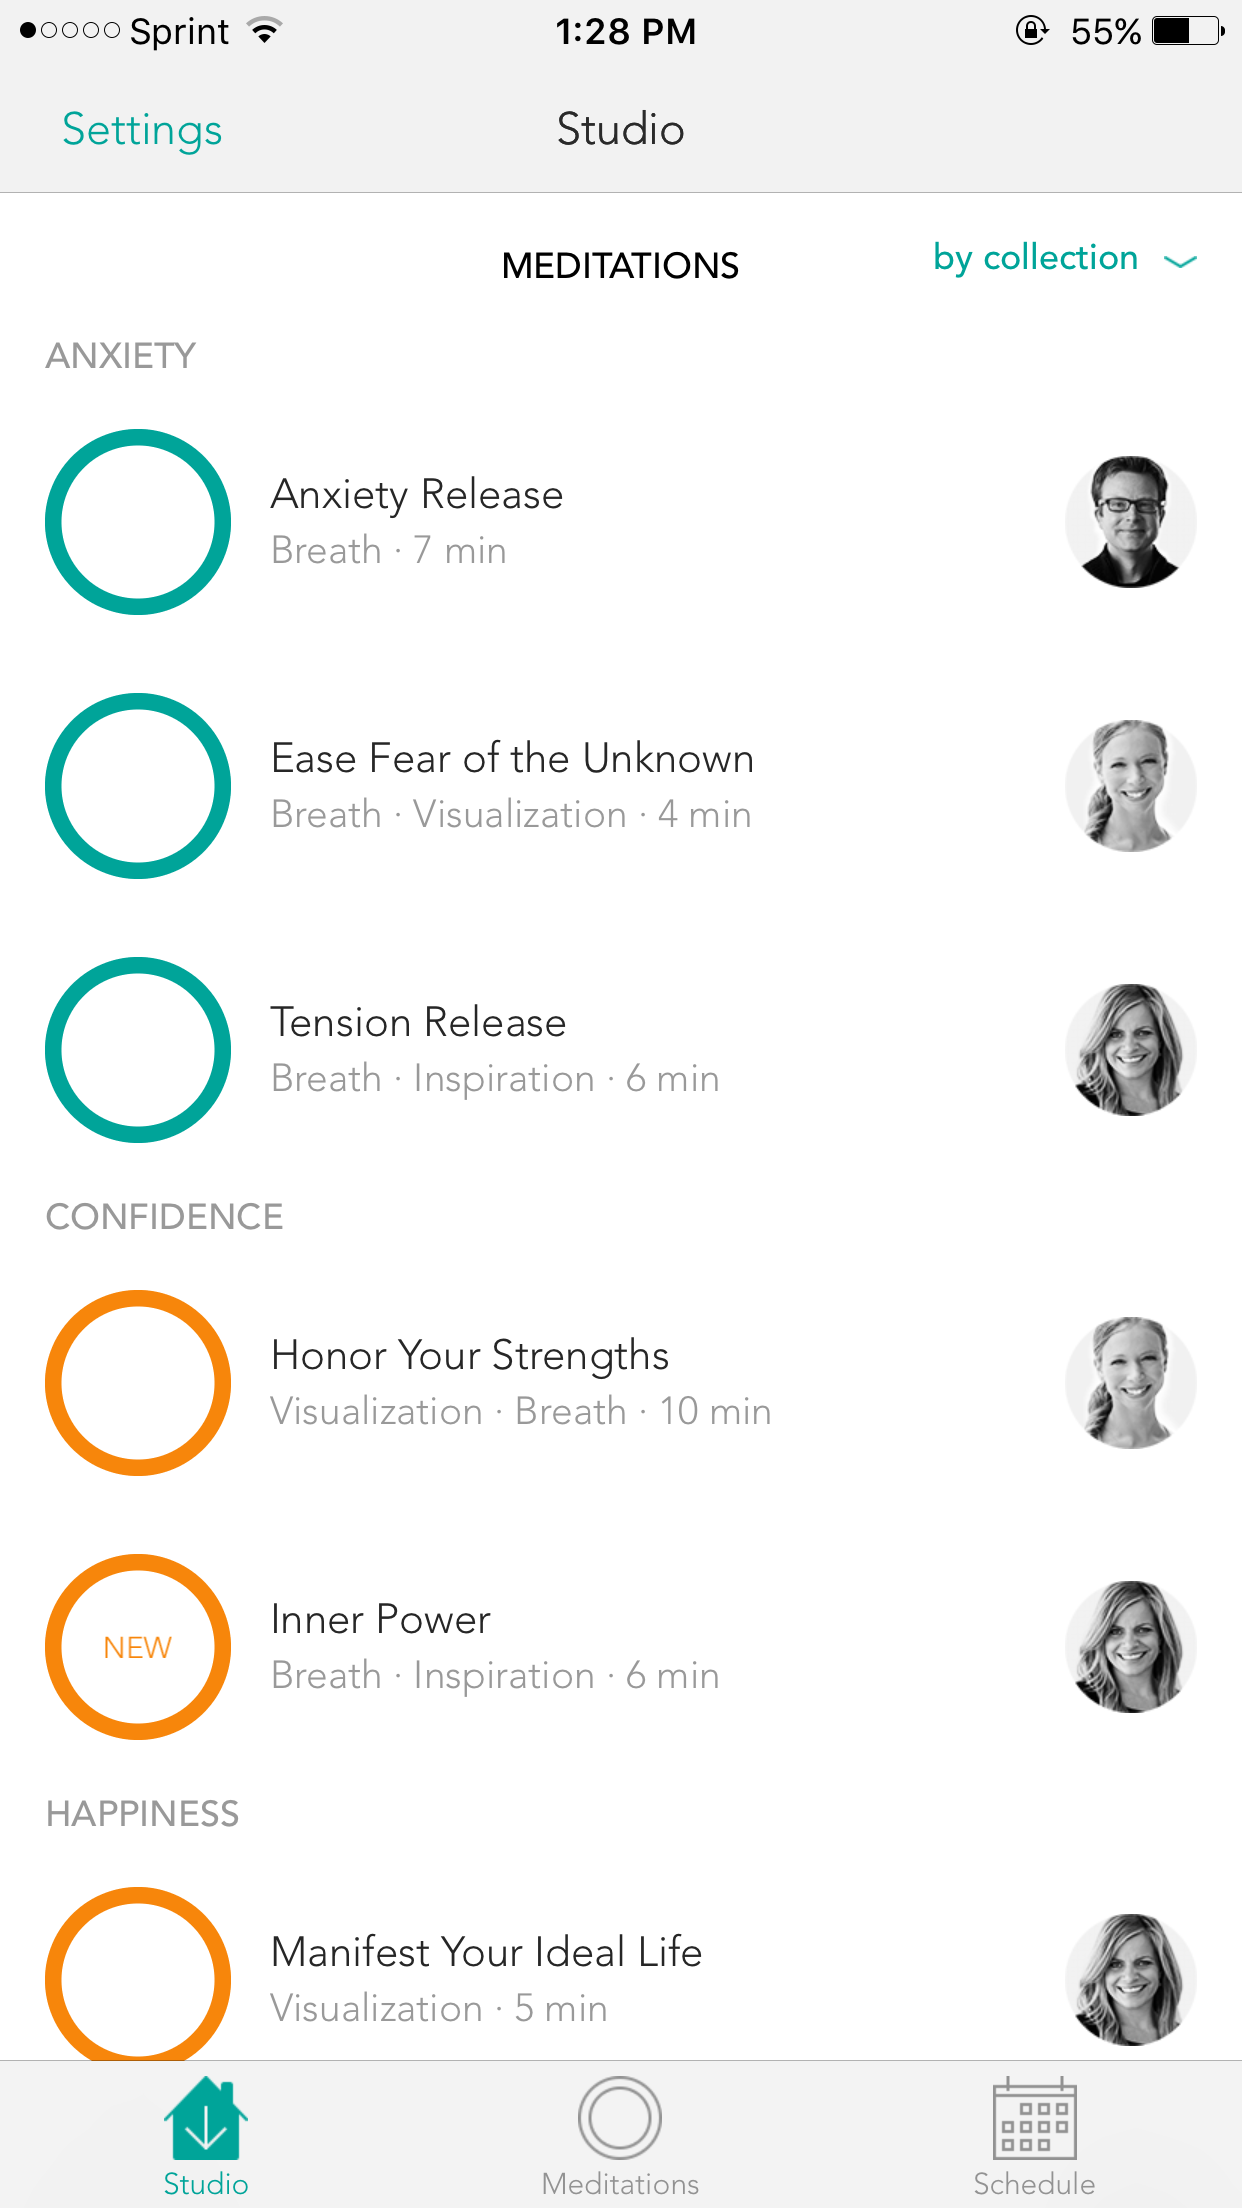 Sprint 1:28 PM 55%
Settings Studio
MEDITATIONS by collection
ANXIETY
Anxiety Release
Breath · 7 min
Ease Fear of the Unknown
Breath · Visualization · 4 min
Tension Release
Breath · Inspiration · 6 min
CONFIDENCE
Honor Your Strengths
Visualization · Breath · 10 min
NEW
Inner Power
Breath · Inspiration · 6 min
HAPPINESS
Manifest Your Ideal Life
Visualization · 5 min
Studio Meditations Schedule